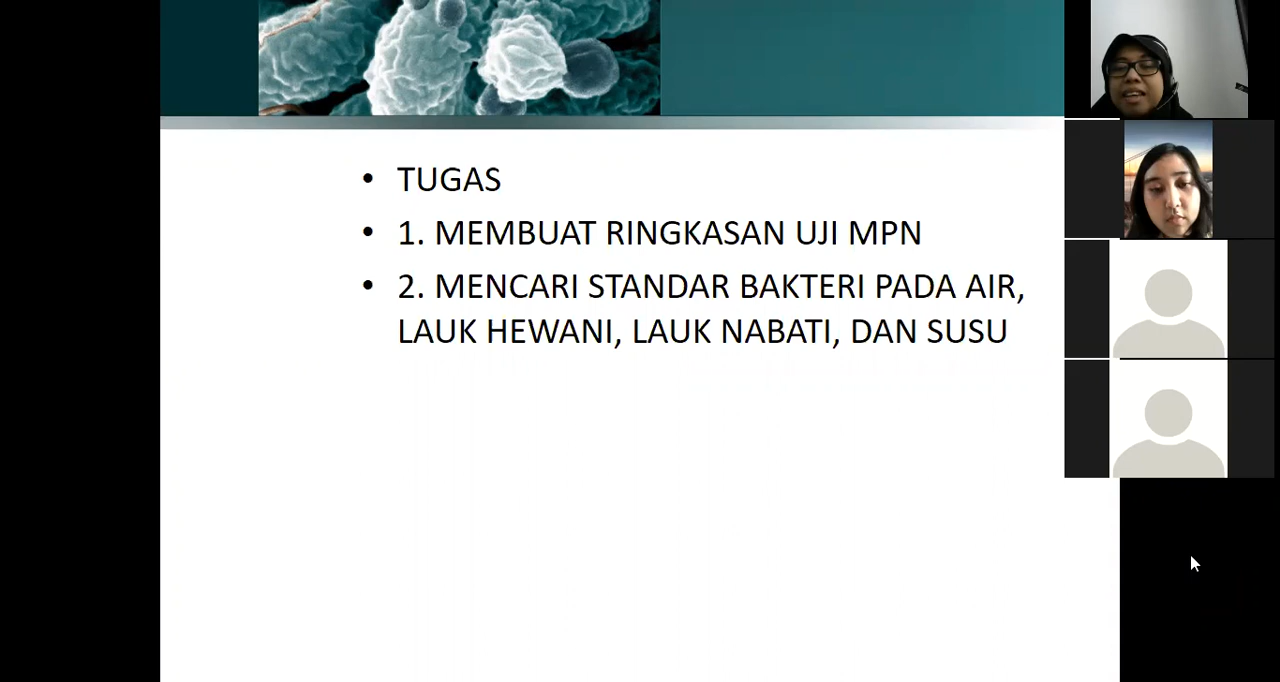 • TUGAS
• 1. MEMBUAT RINGKASAN UJI MPN
• 2. MENCARI STANDAR BAKTERI PADA AIR,
LAUK HEWANI, LAUK NABATI, DAN SUSU